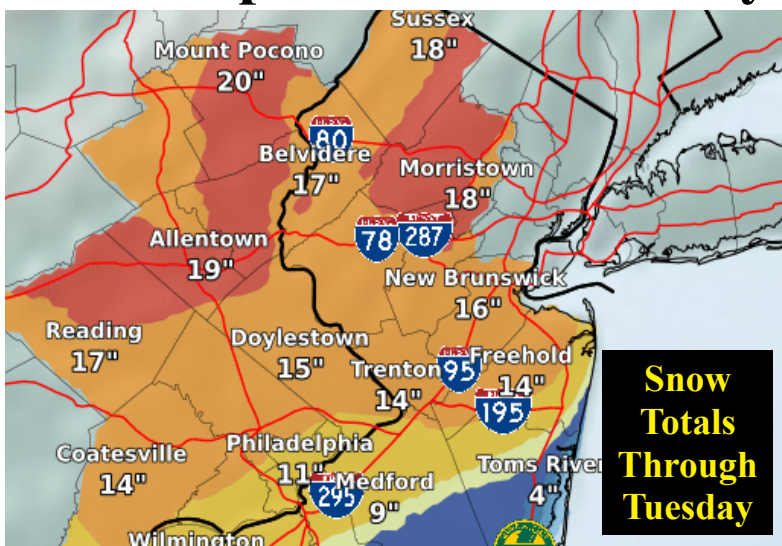 Sussex
18"
Mount Pocono
20"
80
Belvidere
17"
Morristown
18"
Allentown
19"
78
287
New Brunswick
16"
Reading
17"
Doylestown
15"
Trenton
14"
95
Freehold
14"
195
Snow
Totals
Through
Tuesday
Coatesville
14"
Philadelphia
11"
295
Medford
9"
Toms River
4"
Wilmington